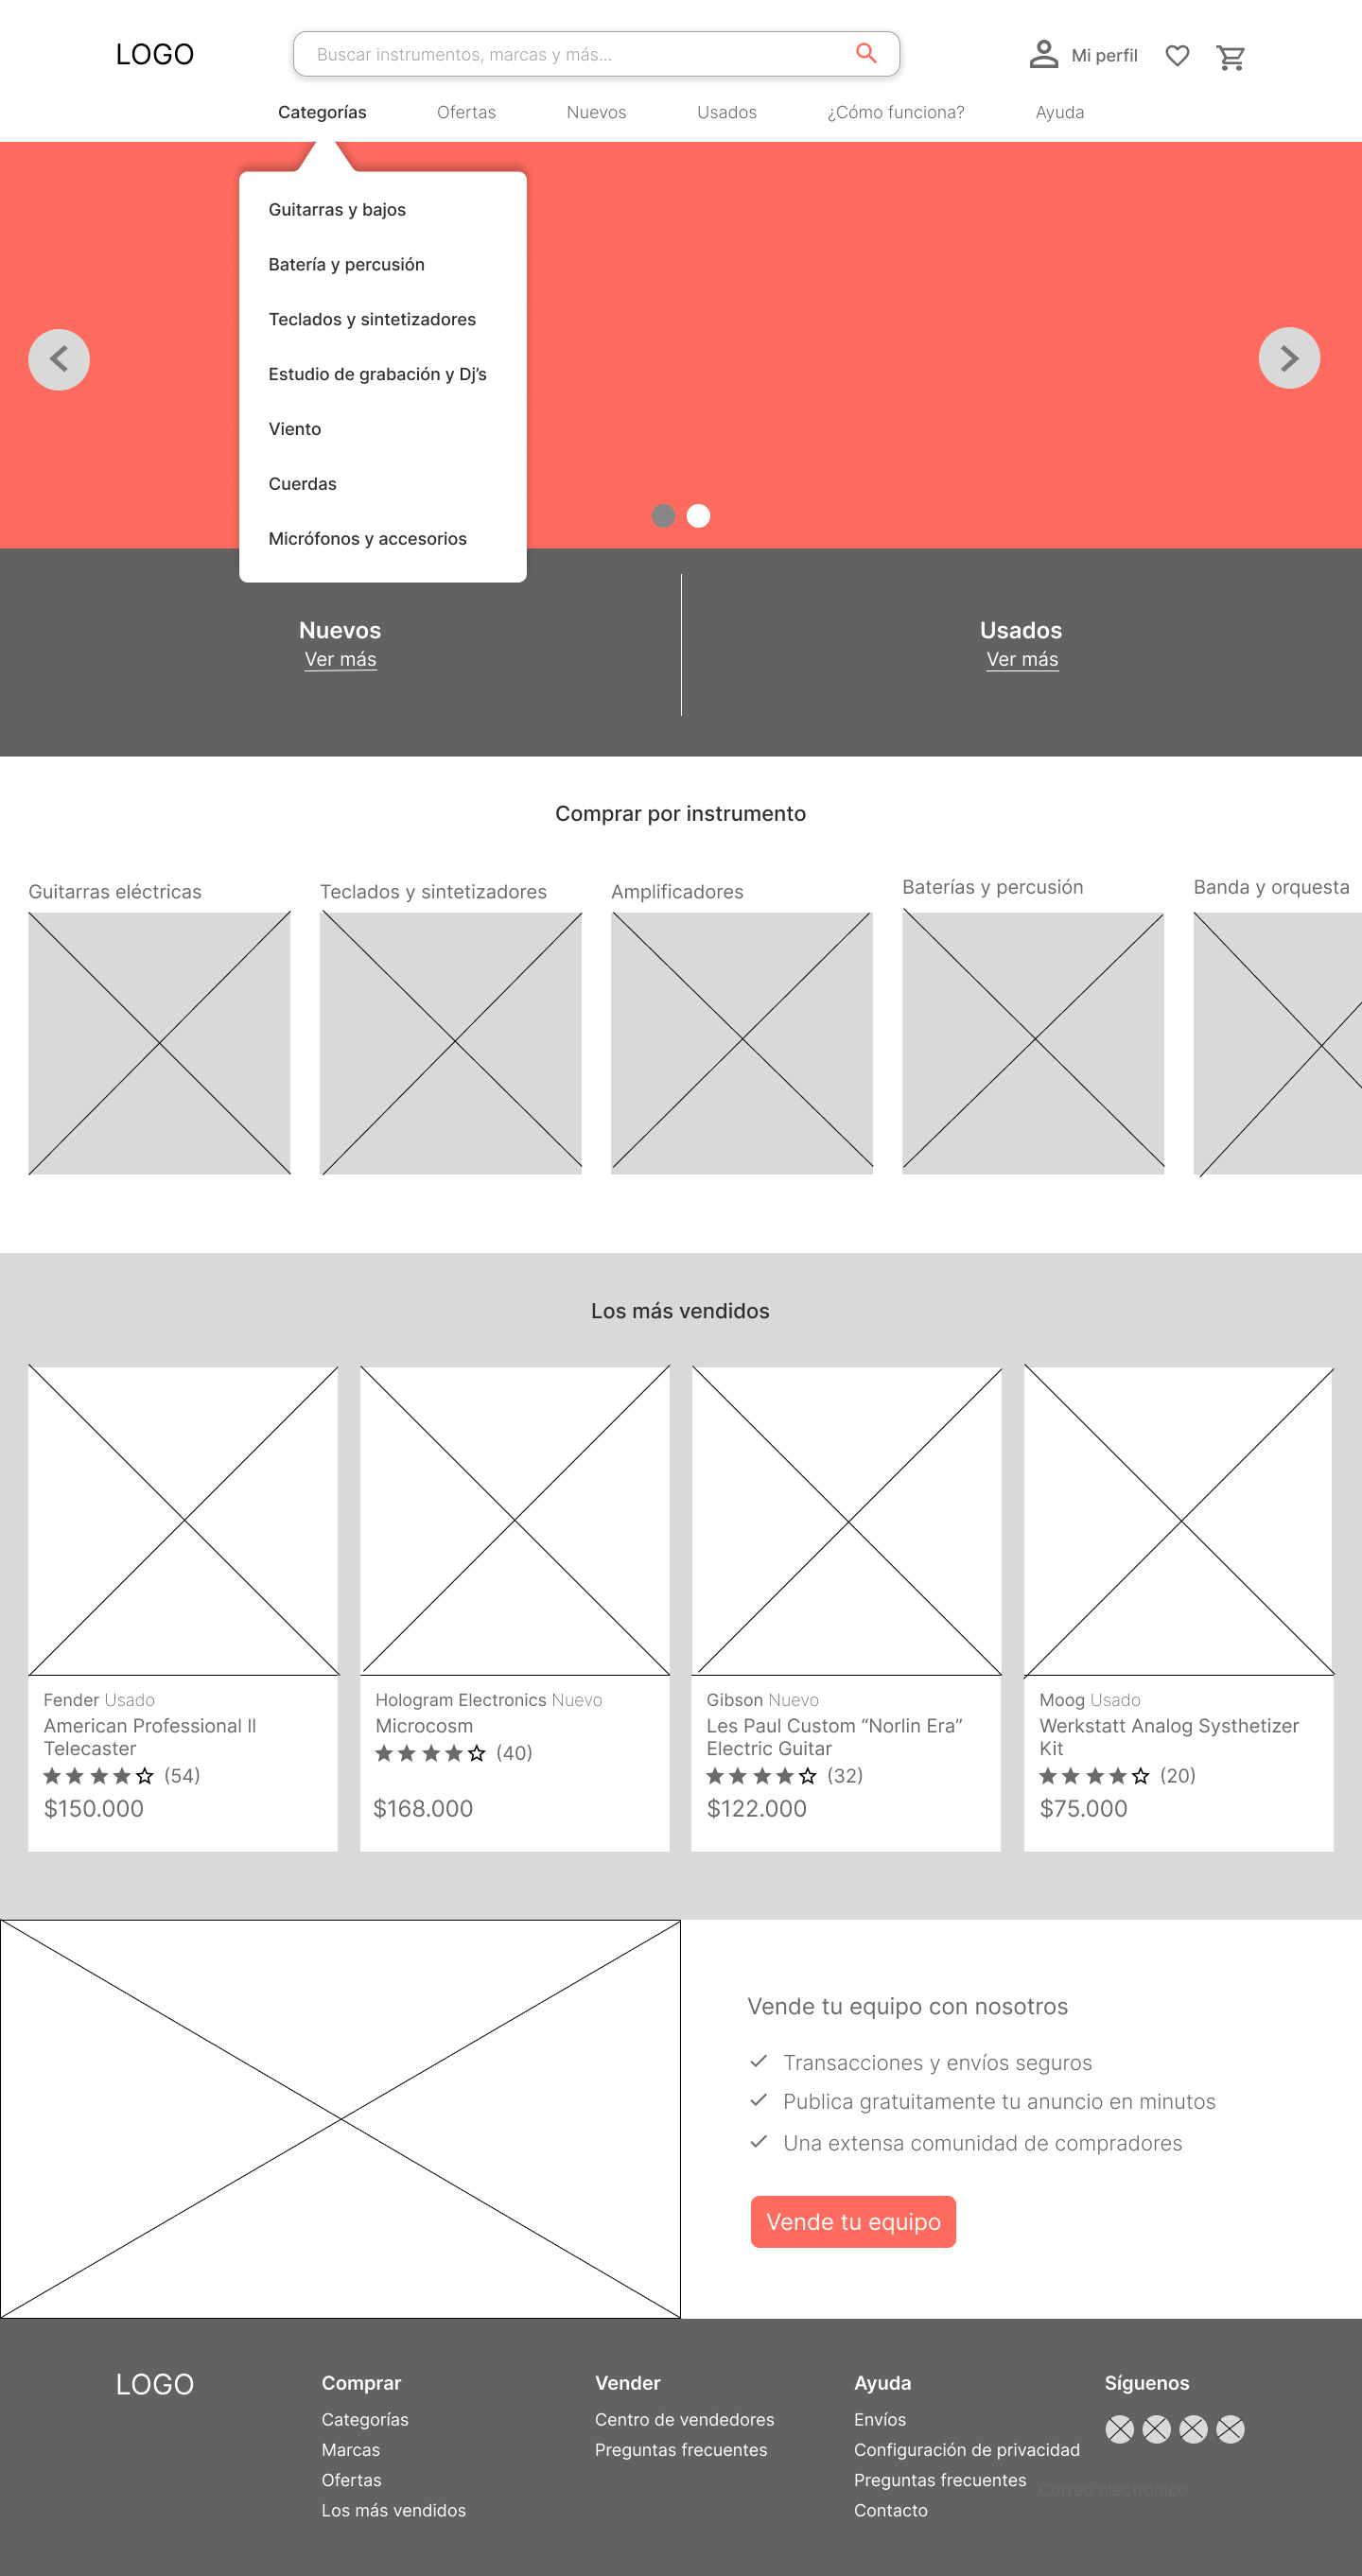 LOGO
Buscar instrumentos, marcas y más...
Mi perfil
Categorías
Ofertas
Nuevos
Usados
¿Cómo funciona?
Ayuda
Guitarras y bajos
Batería y percusión
Teclados y sintetizadores
Estudio de grabación y Dj’s
Viento
Cuerdas
Micrófonos y accesorios
Nuevos
Ver más
Usados
Ver más
Comprar por instrumento
Guitarras eléctricas
Teclados y sintetizadores
Amplificadores
Baterías y percusión
Banda y orquesta
Los más vendidos
Fender Usado
American Professional II
Telecaster
(54)
$150.000
Hologram Electronics Nuevo
Microcosm
(40)
$168.000
Gibson Nuevo
Les Paul Custom “Norlin Era”
Electric Guitar
(32)
$122.000
Moog Usado
Werkstatt Analog Systhetizer
Kit
(20)
$75.000
Vende tu equipo con nosotros
Transacciones y envíos seguros
Publica gratuitamente tu anuncio en minutos
Una extensa comunidad de compradores
Vende tu equipo
LOGO
Comprar
Categorías
Marcas
Ofertas
Los más vendidos
Vender
Centro de vendedores
Preguntas frecuentes
Ayuda
Envíos
Configuración de privacidad
Preguntas frecuentes
Contacto
Síguenos
Correo electrónico